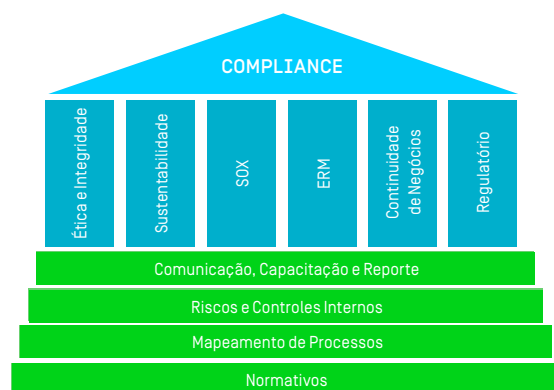 COMPLIANCE
Ética e Integridade
Sustentabilidade
SOX
ERM
Continuidade
de Negócios
Regulatório
Comunicação, Capacitação e Reporte
Riscos e Controles Internos
Mapeamento de Processos
Normativos